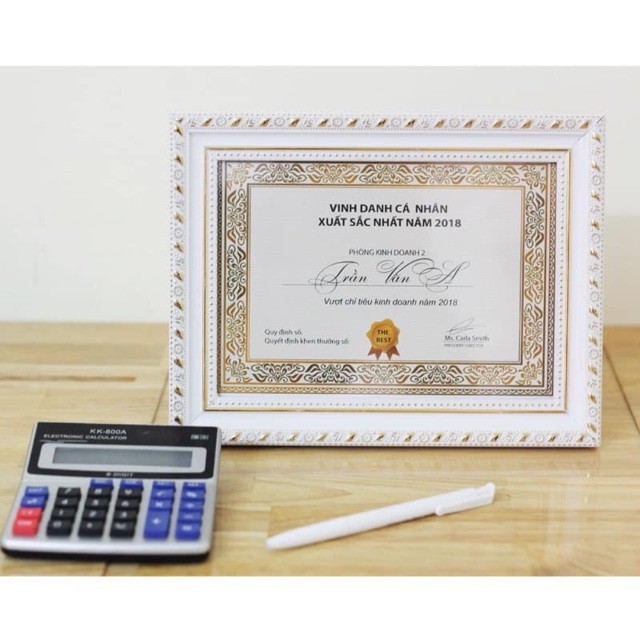 VINH DANH CÁ NHÂN
XUẤT SẮC NHẤT NĂM 2018
PHÒNG KINH DOANH 2
Trần Văn A
Vượt chỉ tiêu kinh doanh năm 2018
Quy định số:
Quyết định khen thưởng số:
THE
BEST
Ms. Carla Smith
KK-800A
ELECTRONIC CALCULATOR
8 DIGIT